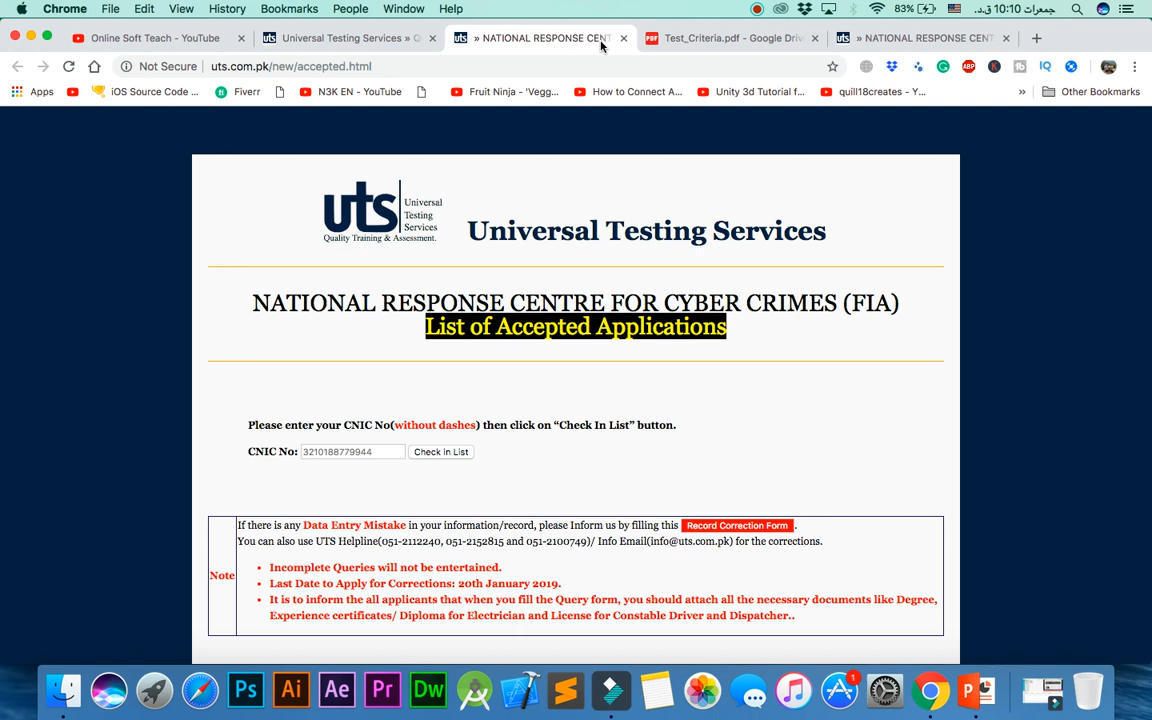 Chrome File Edit View History Bookmarks People Window Help 83% جمعرات 10:10 ق.د.
Online Soft Teach - YouTube × Universal Testing Services » × » NATIONAL RESPONSE CENT × Test_Criteria.pdf - Google Driv × » NATIONAL RESPONSE CENT ×
Not Secure uts.com.pk/new/accepted.html ABP K IQ
Apps iOS Source Code ... Fiverr N3K EN - YouTube Fruit Ninja - 'Vegg... How to Connect A... Unity 3d Tutorial f... quill18creates - Y... » Other Bookmarks
uts Universal
Testing
Services
Quality Training & Assessment.
Universal Testing Services
NATIONAL RESPONSE CENTRE FOR CYBER CRIMES (FIA)
List of Accepted Applications
Please enter your CNIC No(without dashes) then click on “Check In List” button.
CNIC No: 3210188779944 Check in List
Note
If there is any Data Entry Mistake in your information/record, please Inform us by filling this Record Correction Form .
You can also use UTS Helpline(051-2112240, 051-2152815 and 051-2100749)/ Info Email(info@uts.com.pk) for the corrections.
• Incomplete Queries will not be entertained.
• Last Date to Apply for Corrections: 20th January 2019.
• It is to inform the all applicants that when you fill the Query form, you should attach all the necessary documents like Degree,
Experience certificates/ Diploma for Electrician and License for Constable Driver and Dispatcher..
Ps Ai Ae Pr Dw 1 P